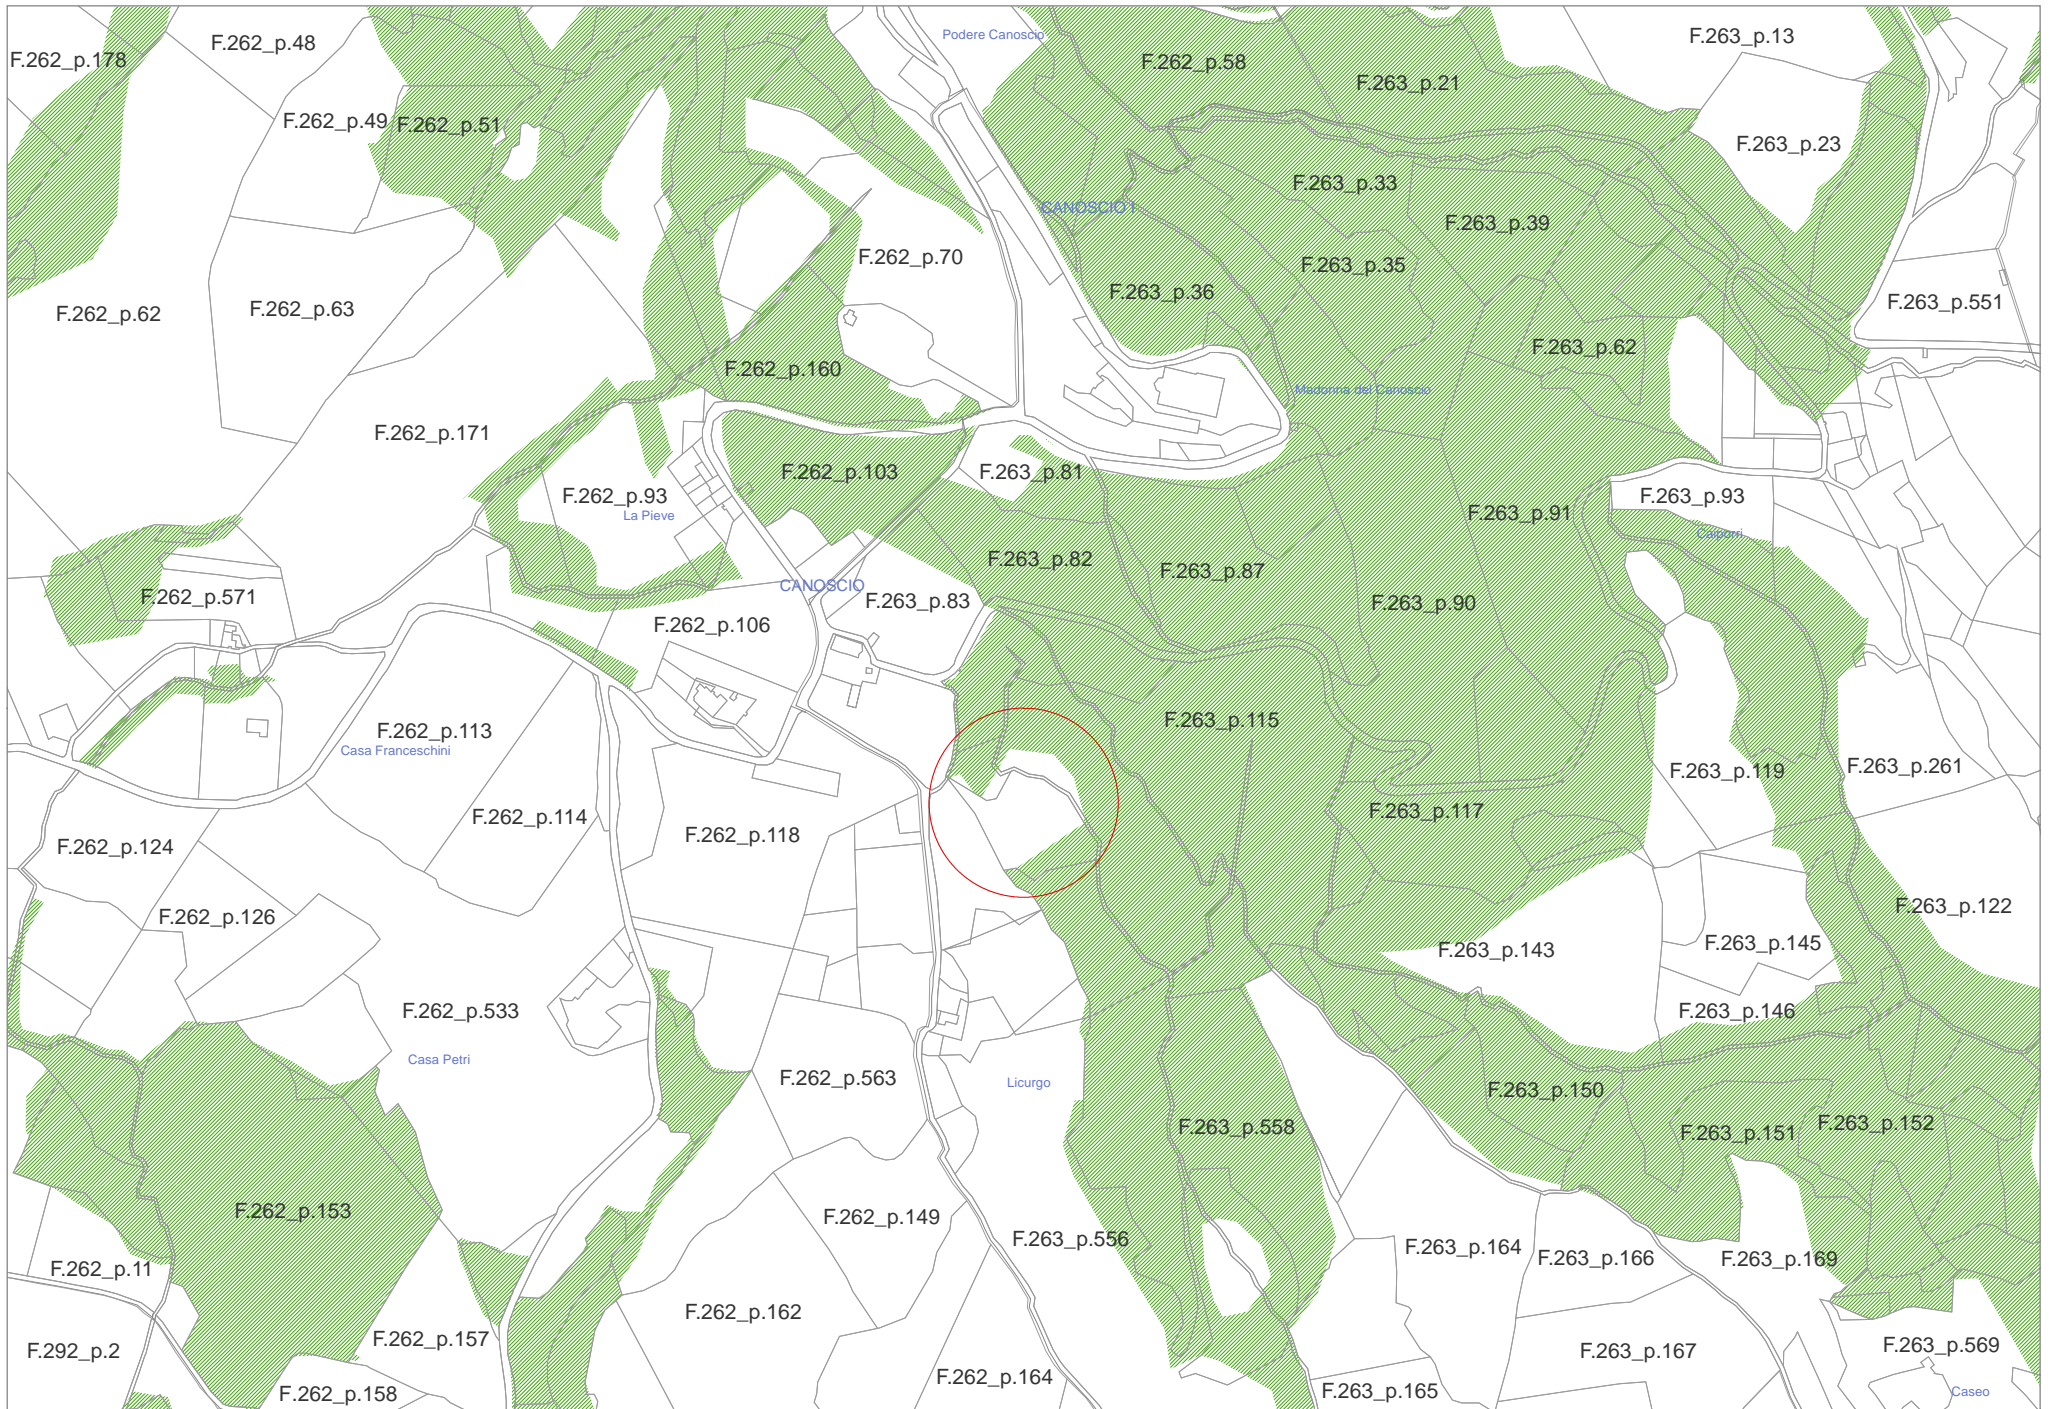 F.262_p.48
Podere Canoscio
F.263_p.13
F.262_p.178
F.262_p.58
F.263_p.21
F.262_p.49
F.262_p.51
F.263_p.23
F.263_p.33
CANOSCIO I
F.263_p.39
F.262_p.70
F.263_p.35
F.263_p.36
F.262_p.62
F.262_p.63
F.263_p.551
F.263_p.62
F.262_p.160
Madonna del Canoscio
F.262_p.171
F.262_p.103
F.263_p.81
F.262_p.93
F.263_p.93
La Pieve
F.263_p.91
Caiporri
F.263_p.82
F.263_p.87
CANOSCIO
F.262_p.571
F.263_p.83
F.263_p.90
F.262_p.106
F.263_p.115
F.262_p.113
Casa Franceschini
F.263_p.119
F.263_p.261
F.262_p.114
F.263_p.117
F.262_p.118
F.262_p.124
F.262_p.126
F.263_p.122
F.263_p.143
F.263_p.145
F.262_p.533
F.263_p.146
Casa Petri
F.262_p.563
Licurgo
F.263_p.150
F.263_p.558
F.263_p.151
F.263_p.152
F.262_p.153
F.262_p.149
F.263_p.556
F.263_p.164
F.263_p.166
F.263_p.169
F.262_p.11
F.262_p.162
F.262_p.157
F.292_p.2
F.263_p.167
F.263_p.569
F.262_p.164
F.262_p.158
F.263_p.165
Caseo